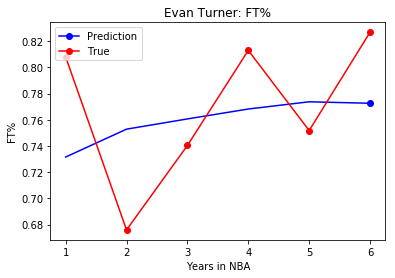 Evan Turner: FT%
Prediction
True
FT%
0.82
0.80
0.78
0.76
0.74
0.72
0.70
0.68
1 2 3 4 5 6
Years in NBA